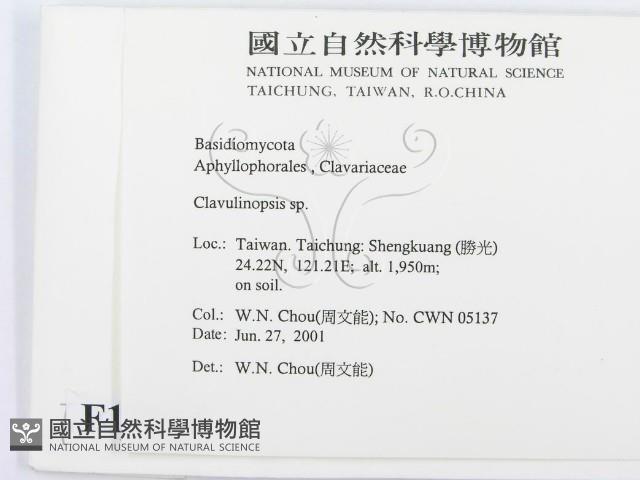 國立自然科學博物館
NATIONAL MUSEUM OF NATURAL SCIENCE
TAICHUNG, TAIWAN, R.O.CHINA
Basidiomycota
Aphyllophorales , Clavariaceae
Clavulinopsis sp.
Loc.: Taiwan. Taichung: Shengkuang (勝光)
24.22N, 121.21E; alt. 1,950m;
on soil.
Col.: W.N. Chou(周文能); No. CWN 05137
Date: Jun. 27, 2001
Det.: W.N. Chou(周文能)
F1
國立自然科學博物館
NATIONAL MUSEUM OF NATURAL SCIENCE